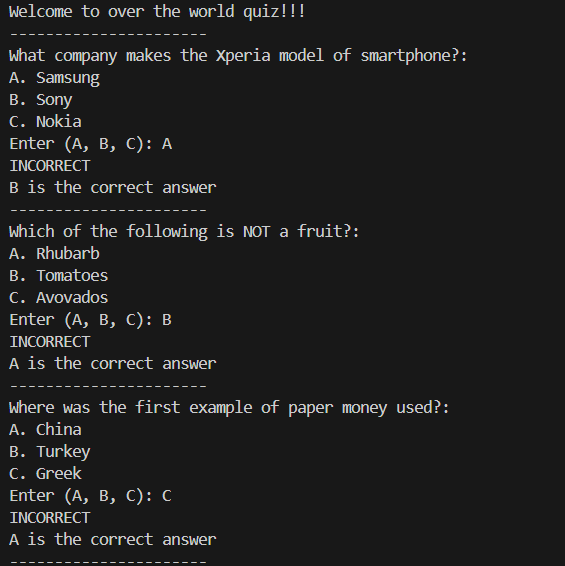 Welcome to over the world quiz!!!
----------------------
What company makes the Xperia model of smartphone?:
A. Samsung
B. Sony
C. Nokia
Enter (A, B, C): A
INCORRECT
B is the correct answer
----------------------
Which of the following is NOT a fruit?:
A. Rhubarb
B. Tomatoes
C. Avovados
Enter (A, B, C): B
INCORRECT
A is the correct answer
----------------------
Where was the first example of paper money used?:
A. China
B. Turkey
C. Greek
Enter (A, B, C): C
INCORRECT
A is the correct answer
----------------------